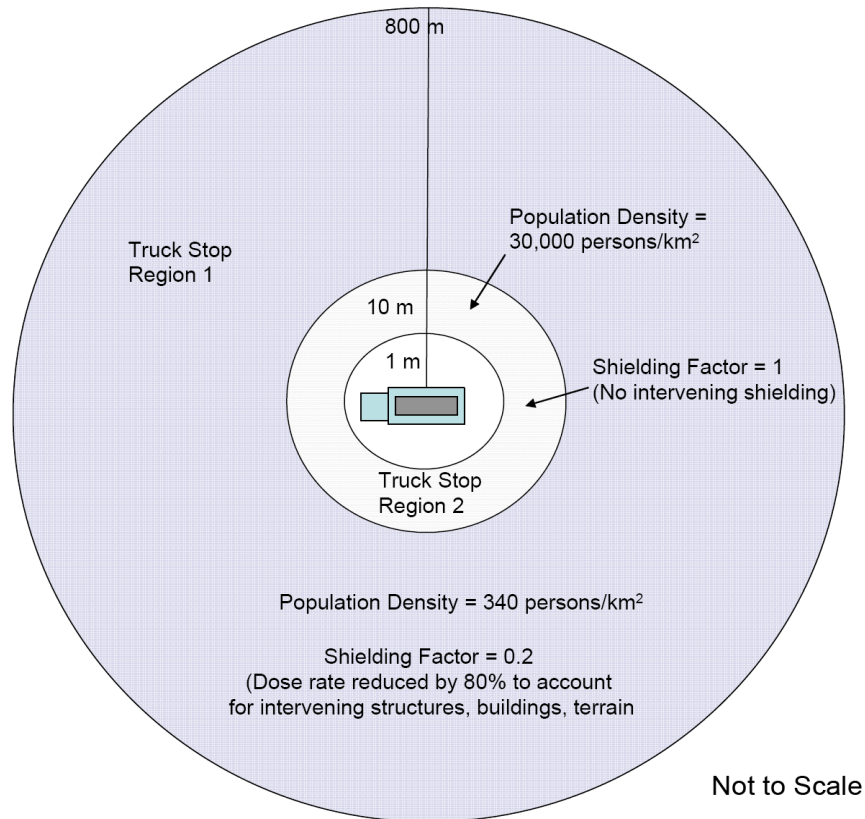 800 m
Population Density =
30,000 persons/km²
Truck Stop
Region 1
10 m
1 m
Shielding Factor = 1
(No intervening shielding)
Truck Stop
Region 2
Population Density = 340 persons/km²
Shielding Factor = 0.2
(Dose rate reduced by 80% to account
for intervening structures, buildings, terrain
Not to Scale